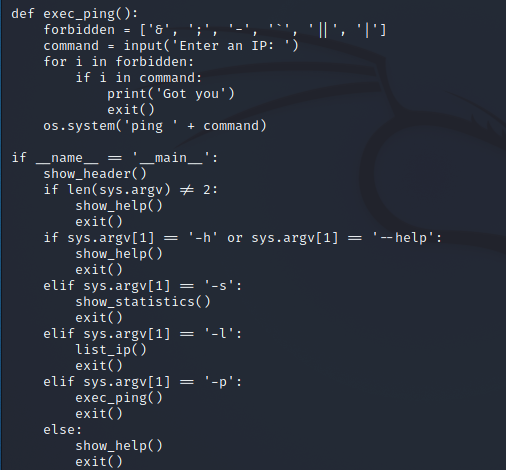 def exec_ping():
    forbidden = ['&', ';', '-', '`', '||', '|']
    command = input('Enter an IP: ')
    for i in forbidden:
        if i in command:
            print('Got you')
            exit()
    os.system('ping ' + command)

if __name__ == '__main__':
    show_header()
    if len(sys.argv) != 2:
        show_help()
        exit()
    if sys.argv[1] == '-h' or sys.argv[1] == '--help':
        show_help()
        exit()
    elif sys.argv[1] == '-s':
        show_statistics()
        exit()
    elif sys.argv[1] == '-l':
        list_ip()
        exit()
    elif sys.argv[1] == '-p':
        exec_ping()
        exit()
    else:
        show_help()
        exit()